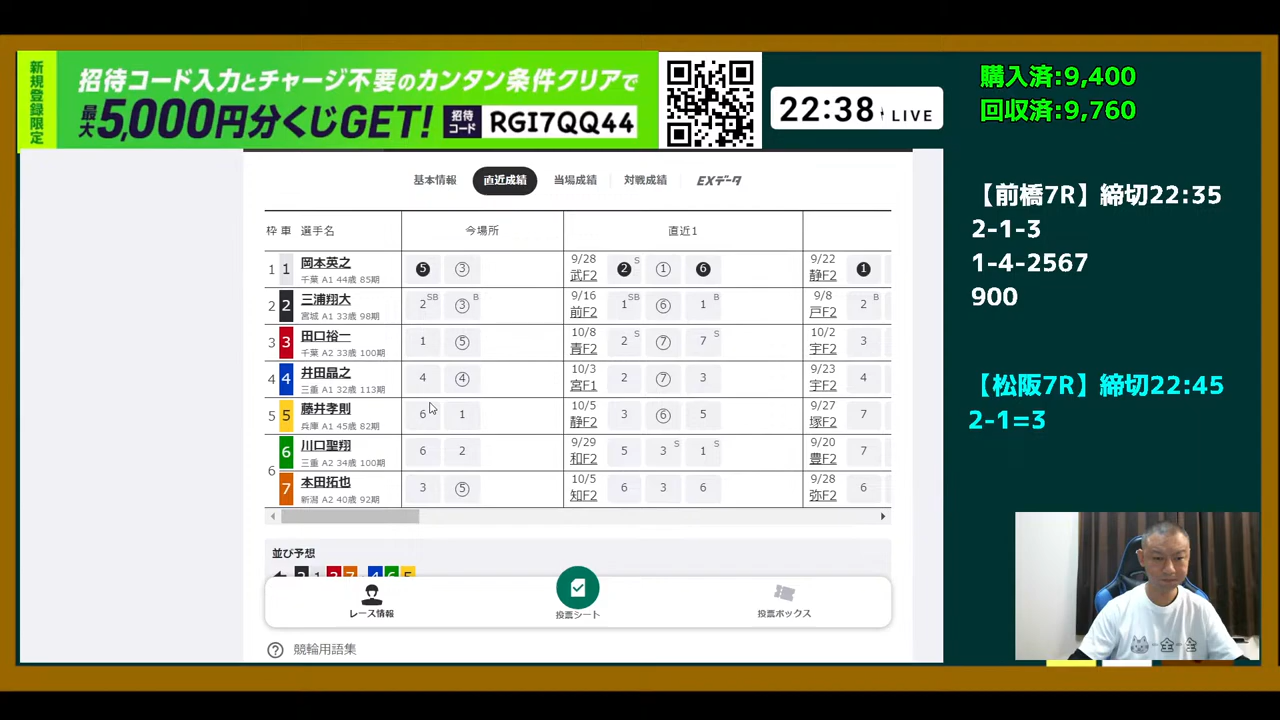 新規登録限定
招待コード入力とチャージ不要のカンタン条件クリアで
最大5,000円分くじGET! 招待コード RGI7QQ44
22:38 LIVE
購入済:9,400
回収済:9,760
【前橋7R】締切22:35
2-1-3
1-4-2567
900
【松阪7R】締切22:45
2-1=3
基本情報 直近成績 当場成績 対戦成績 EXデータ
枠 車 選手名 今場所 直近1
1 1 岡本英之 千葉 A1 44歳 85期 ❺ ③ 9/28 武F2 ❷ S ① ❻ 9/22 静F2 ❶
2 2 三浦翔大 宮城 A1 33歳 98期 2 SB ③ B 9/16 前F2 1 SB ⑥ 1 B 9/8 戸F2 2 B
3 3 田口裕一 千葉 A2 33歳 100期 1 ⑤ 10/8 青F2 2 S ⑦ 7 S 10/2 宇F2 3
4 4 井田晶之 三重 A1 32歳 113期 4 ④ 10/3 宮F1 2 ⑦ 3 9/23 宇F2 4
5 5 藤井孝則 兵庫 A1 45歳 82期 6 1 10/5 静F2 3 ⑥ 5 9/27 塚F2 7
6 6 川口聖翔 三重 A2 34歳 100期 6 2 9/29 和F2 5 3 S 1 S 9/20 豊F2 7
7 本田拓也 新潟 A2 40歳 92期 3 ⑤ 10/5 知F2 6 3 6 9/28 弥F2 6
並び予想
2 1 3 7 4 6 5
レース情報 投票シート 投票ボックス
? 競輪用語集